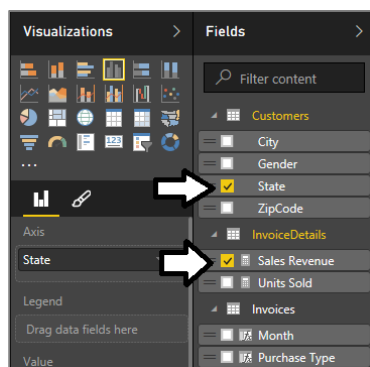 Visualizations >
Fields >
Filter content
Customers
City
Gender
State
ZipCode
InvoiceDetails
Sales Revenue
Units Sold
Invoices
Month
Purchase Type
123
...
Axis
State
Legend
Drag data fields here
Value